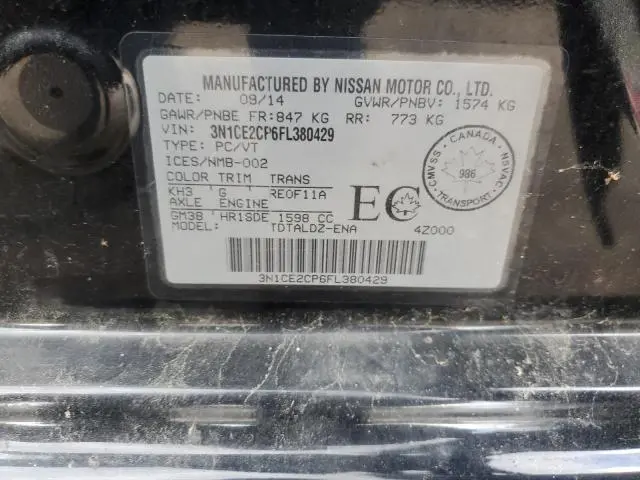 MANUFACTURED BY NISSAN MOTOR CO., LTD.
DATE: 09/14 GVWR/PNBV: 1574 KG
GAWR/PNBE FR: 847 KG RR: 773 KG
VIN: 3N1CE2CP6FL380429
TYPE: PC/VT
ICES/NMB-002
COLOR TRIM TRANS
KH3 G RE0F11A
AXLE ENGINE
GM38 HR16DE 1598 CC
MODEL: TDTALDZ-ENA 4Z000
EC
CANADA
CMVSS NSVAC
986
TRANSPORT
3N1CE2CP6FL380429